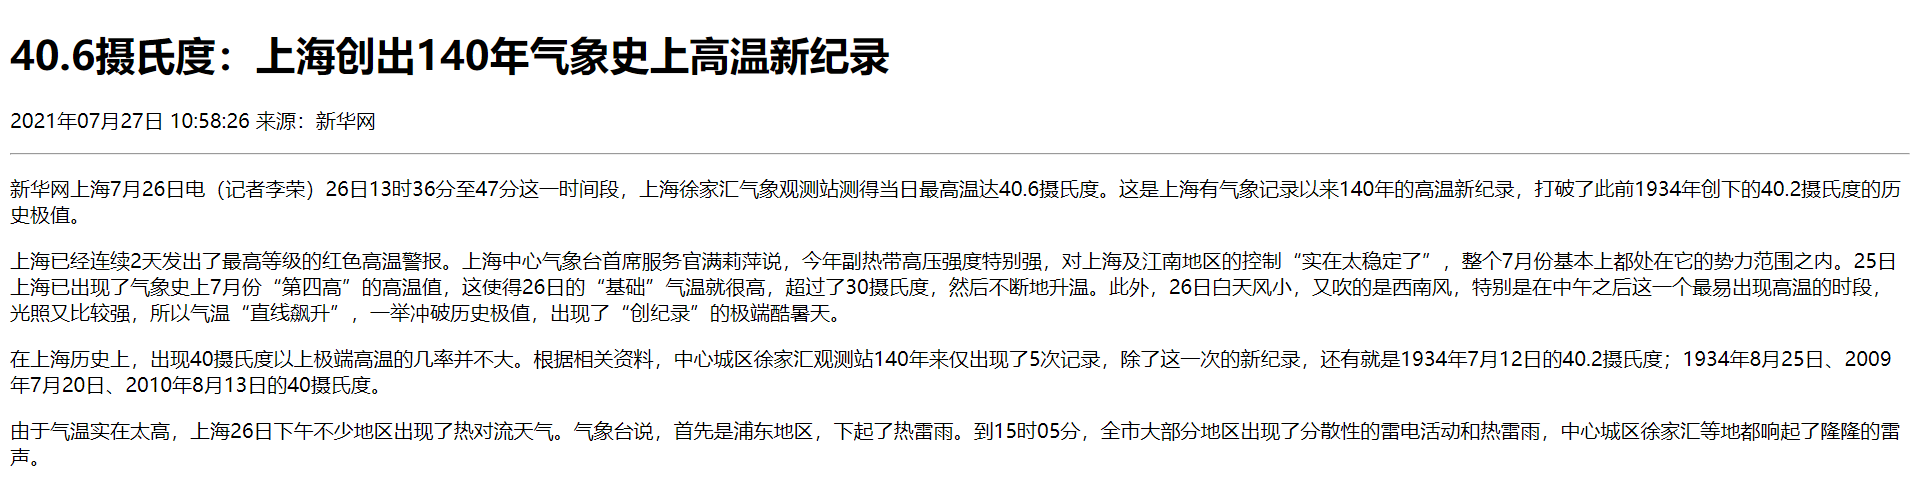 40.6摄氏度：上海创出140年气象史上高温新纪录
2021年07月27日 10:58:26 来源：新华网
新华网上海7月26日电（记者李荣）26日13时36分至47分这一时间段，上海徐家汇气象观测站测得当日最高温达40.6摄氏度。这是上海有气象记录以来140年的高温新纪录，打破了此前1934年创下的40.2摄氏度的历
史极值。
上海已经连续2天发出了最高等级的红色高温警报。上海中心气象台首席服务官满莉萍说，今年副热带高压强度特别强，对上海及江南地区的控制“实在太稳定了”，整个7月份基本上都处在它的势力范围之内。25日
上海已出现了气象史上7月份“第四高”的高温值，这使得26日的“基础”气温就很高，超过了30摄氏度，然后不断地升温。此外，26日白天风小，又吹的是西南风，特别是在中午之后这一个最易出现高温的时段，
光照又比较强，所以气温“直线飙升”，一举冲破历史极值，出现了“创纪录”的极端酷暑天。
在上海历史上，出现40摄氏度以上极端高温的几率并不大。根据相关资料，中心城区徐家汇观测站140年来仅出现了5次记录，除了这一次的新纪录，还有就是1934年7月12日的40.2摄氏度；1934年8月25日、2009
年7月20日、2010年8月13日的40摄氏度。
由于气温实在太高，上海26日下午不少地区出现了热对流天气。气象台说，首先是浦东地区，下起了热雷雨。到15时05分，全市大部分地区出现了分散性的雷电活动和热雷雨，中心城区徐家汇等地都响起了隆隆的雷
声。